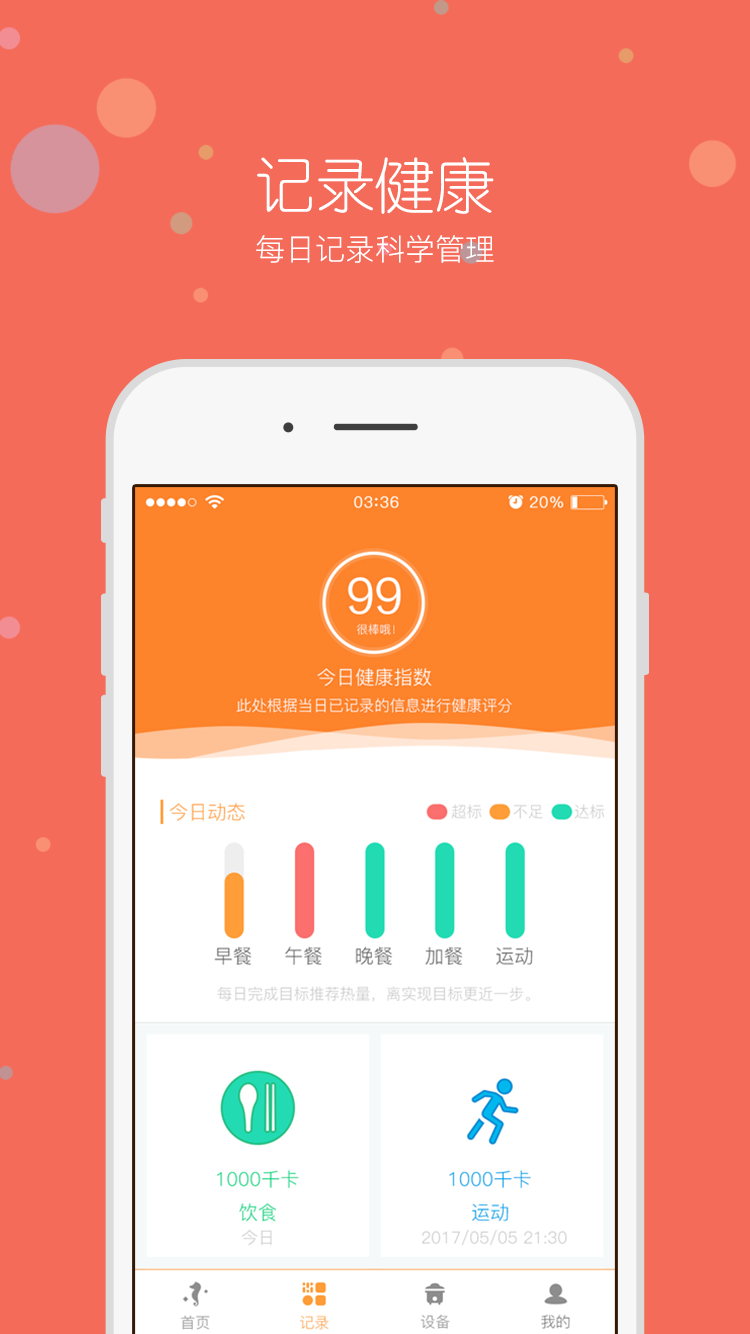 记录健康
每日记录科学管理
03:36
20%
99
很棒哦!
今日健康指数
此处根据当日已记录的信息进行健康评分
今日动态
超标 不足 达标
早餐 午餐 晚餐 加餐 运动
每日完成目标推荐热量，离实现目标更近一步。
1000千卡 1000千卡
饮食 运动
今日 2017/05/05 21:30
首页 记录 设备 我的